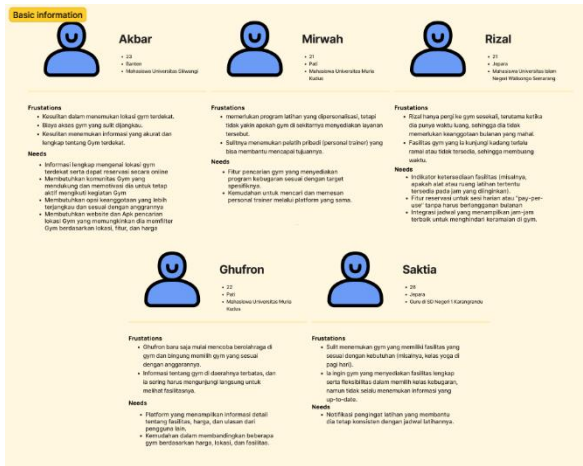 Basic information
Akbar
• 23
• Banten
• Mahasiswa Universitas Diiwangi
Frustations
• Kesulitan dalam menemukan lokasi gym terdekat.
• Biaya akses gym yang sulit dijangkau.
• Kesulitan menemukan informasi yang akurat dan
lengkap tentang Gym terdekat.
Needs
• Informasi lengkap mengenai lokasi gym
terdekat serta dapat reservasi secara online
• Membutuhkan komunitas Gym yang
mendukung dan memotivasi dia untuk tetap
aktif mengikuti kegiatan Gym
• Membutuhkan opsi keanggotaan yang lebih
terjangkau dan sesuai dengan anggrannya
• Membutuhkan website dan Apk pencarian
lokasi Gym yang memungkinkan dia memfilter
Gym berdasarkan lokasi, fitur, dan harga
Mirwah
• 21
• Pati
• Mahasiswa Universitas Muria
Kudus
Frustations
• memerlukan program latihan yang dipersonalisasi, tetapi
tidak yakin apakah gym di sekitarnya menyediakan layanan
tersebut.
• Sulitnya menemukan pelatih pribadi (personal trainer) yang
bisa membantu mencapai tujuannya.
Needs
• Fitur pencarian gym yang menyediakan
program kebugaran sesuai dengan target
spesifiknya.
• Kemudahan untuk mencari dan memesan
personal trainer melalui platform yang sama.
Rizal
• 21
• Jepara
• Mahasiswa Universitas Islam
Negeri Walisongo Semarang
Frustations
• Rizal hanya pergi ke gym sesekali, terutama ketika
dia punya waktu luang, sehingga dia tidak
memerlukan keanggotaan bulanan yang mahal.
• Fasilitas gym yang ia kunjungi kadang terlalu
ramai atau tidak tersedia, sehingga membuang
waktu.
Needs
• Indikator ketersediaan fasilitas (misalnya,
apakah alat atau ruang latihan tertentu
tersedia pada jam yang diinginkan).
• Fitur reservasi untuk sesi harian atau "pay-per-
use" tanpa harus berlangganan bulanan
• Integrasi jadwal yang menampilkan jam-jam
terbaik untuk menghindari keramaian di gym.
Ghufron
• 22
• Pati
• Mahasiswa Universitas Muria
Kudus
Frustations
• Ghufron baru saja mulai mencoba berolahraga di
gym dan bingung memilih gym yang sesuai
dengan anggarannya.
• Informasi tentang gym di daerahnya terbatas, dan
ia sering harus mengunjungi langsung untuk
melihat fasilitasnya.
Needs
• Platform yang menampilkan informasi detail
tentang fasilitas, harga, dan ulasan dari
pengguna lain.
• Kemudahan dalam membandingkan beberapa
gym berdasarkan harga, lokasi, dan fasilitas.
Saktia
• Jepara
• Guru di SD Negeri 1 Karangrandu
Frustations
• Sulit menemukan gym yang memiliki fasilitas yang
sesuai dengan kebutuhan (misalnya, kelas yoga di
pagi hari).
• Ia ingin gym yang menyediakan fasilitas lengkap
serta fleksibilitas dalam memilih kelas kebugaran,
namun tidak selalu menemukan informasi yang
up-to-date.
Needs
• Notifikasi pengingat latihan yang membantu
dia tetap konsisten dengan jadwal latihannya.